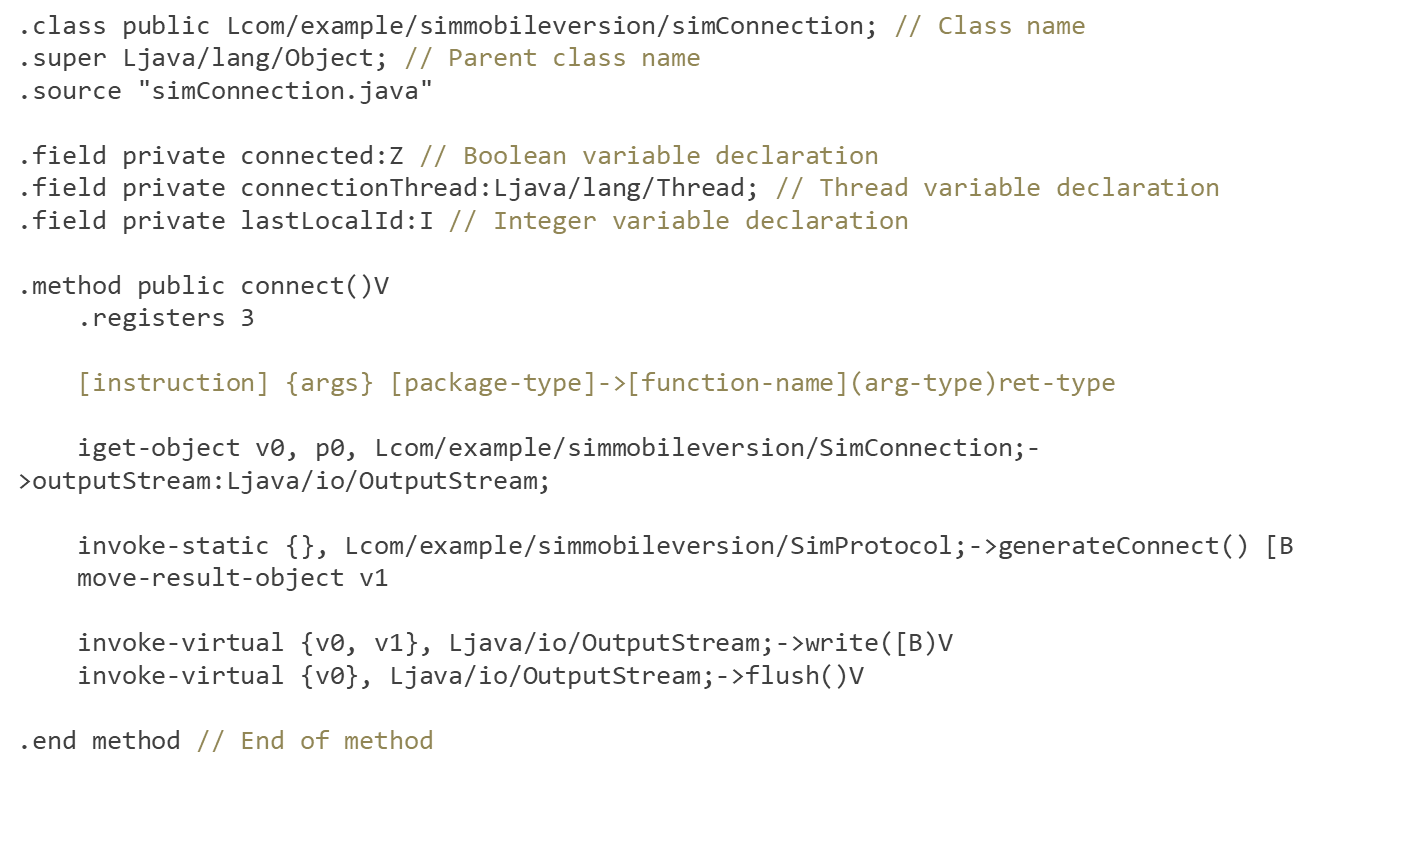 .class public Lcom/example/simmobileversion/simConnection; // Class name
.super Ljava/lang/Object; // Parent class name
.source "simConnection.java"
.field private connected:Z // Boolean variable declaration
.field private connectionThread:Ljava/lang/Thread; // Thread variable declaration
.field private lastLocalId:I // Integer variable declaration
.method public connect()V
.registers 3
[instruction] {args} [package-type]->[function-name](arg-type)ret-type
iget-object v0, p0, Lcom/example/simmobileversion/SimConnection;-
>outputStream:Ljava/io/OutputStream;
invoke-static {}, Lcom/example/simmobileversion/SimProtocol;->generateConnect() [B
move-result-object v1
invoke-virtual {v0, v1}, Ljava/io/OutputStream;->write([B)V
invoke-virtual {v0}, Ljava/io/OutputStream;->flush()V
.end method // End of method